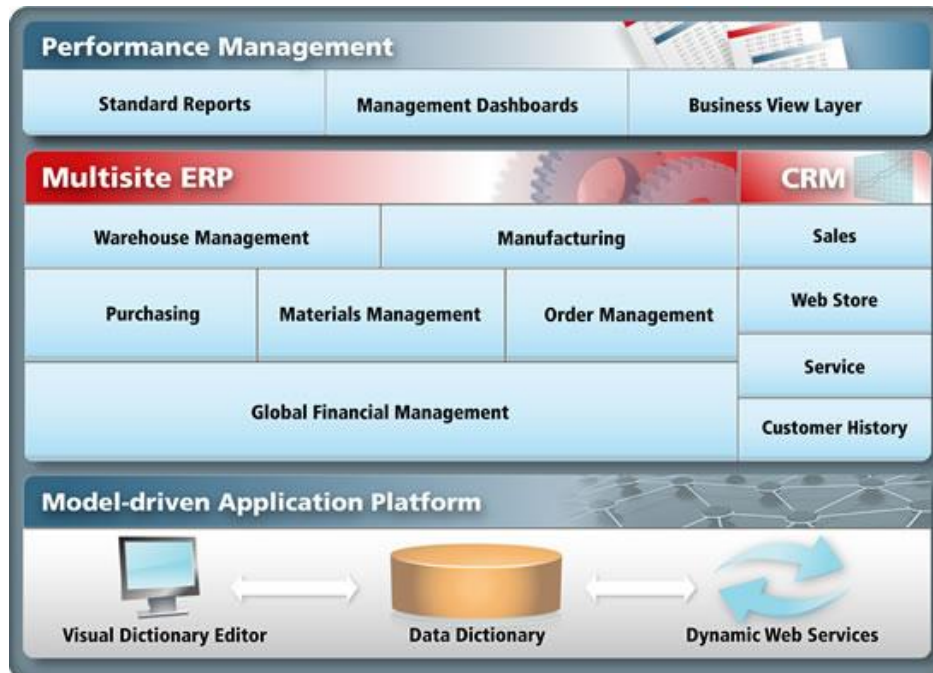 Performance Management
Standard Reports
Management Dashboards
Business View Layer
Multisite ERP
CRM
Warehouse Management
Manufacturing
Sales
Purchasing
Materials Management
Order Management
Web Store
Service
Global Financial Management
Customer History
Model-driven Application Platform
Visual Dictionary Editor
Data Dictionary
Dynamic Web Services